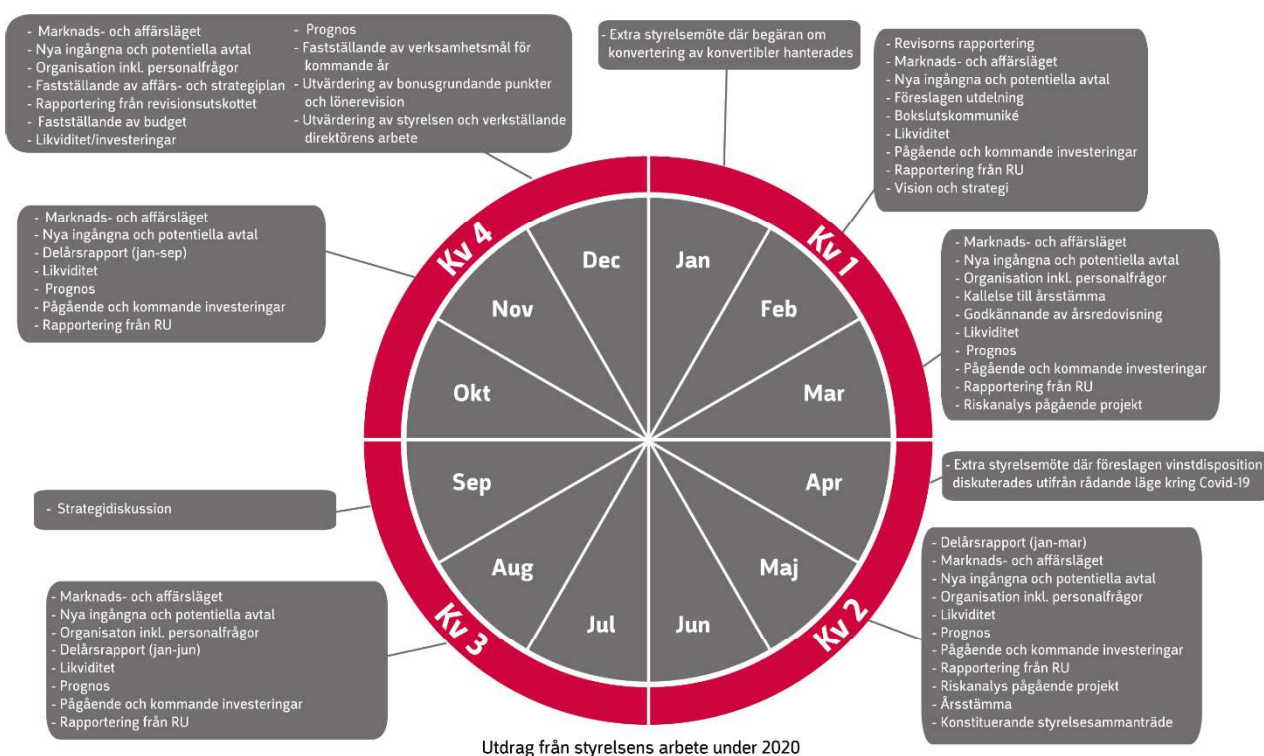 - Marknads- och affärsläget
- Nya ingångna och potentiella avtal
- Organisation inkl. personalfrågor
- Fastställande av affärs- och strategiplan
- Rapportering från revisionsutskottet
- Fastställande av budget
- Likviditet/investeringar
- Prognos
- Fastställande av verksamhetsmål för
kommande år
- Utvärdering av bonusgrundande punkter
och lönerevision
- Utvärdering av styrelsen och verkställande
direktörens arbete
- Extra styrelsemöte där begäran om
konvertering av konvertibler hanterades
- Revisorns rapportering
- Marknads- och affärsläget
- Nya ingångna och potentiella avtal
- Föreslagen utdelning
- Bokslutskommuniké
- Likviditet
- Pågående och kommande investeringar
- Rapportering från RU
- Vision och strategi
- Marknads- och affärsläget
- Nya ingångna och potentiella avtal
- Delårsrapport (jan-sep)
- Likviditet
- Prognos
- Pågående och kommande investeringar
- Rapportering från RU
- Marknads- och affärsläget
- Nya ingångna och potentiella avtal
- Organisation inkl. personalfrågor
- Kallelse till årsstämma
- Godkännande av årsredovisning
- Likviditet
- Prognos
- Pågående och kommande investeringar
- Rapportering från RU
- Riskanalys pågående projekt
Kv 4
Kv 1
Dec
Jan
Nov
Feb
Okt
Mar
Sep
Apr
Aug
Maj
Jul
Jun
Kv 3
Kv 2
- Strategidiskussion
- Extra styrelsemöte där föreslagen vinstdisposition
diskuterades utifrån rådande läge kring Covid-19
- Marknads- och affärsläget
- Nya ingångna och potentiella avtal
- Organisaton inkl. personalfrågor
- Delårsrapport (jan-jun)
- Likviditet
- Prognos
- Pågående och kommande investeringar
- Rapportering från RU
- Delårsrapport (jan-mar)
- Marknads- och affärsläget
- Nya ingångna och potentiella avtal
- Organisation inkl. personalfrågor
- Likviditet
- Prognos
- Pågående och kommande investeringar
- Rapportering från RU
- Riskanalys pågående projekt
- Årsstämma
- Konstituerande styrelsesammanträde
Utdrag från styrelsens arbete under 2020